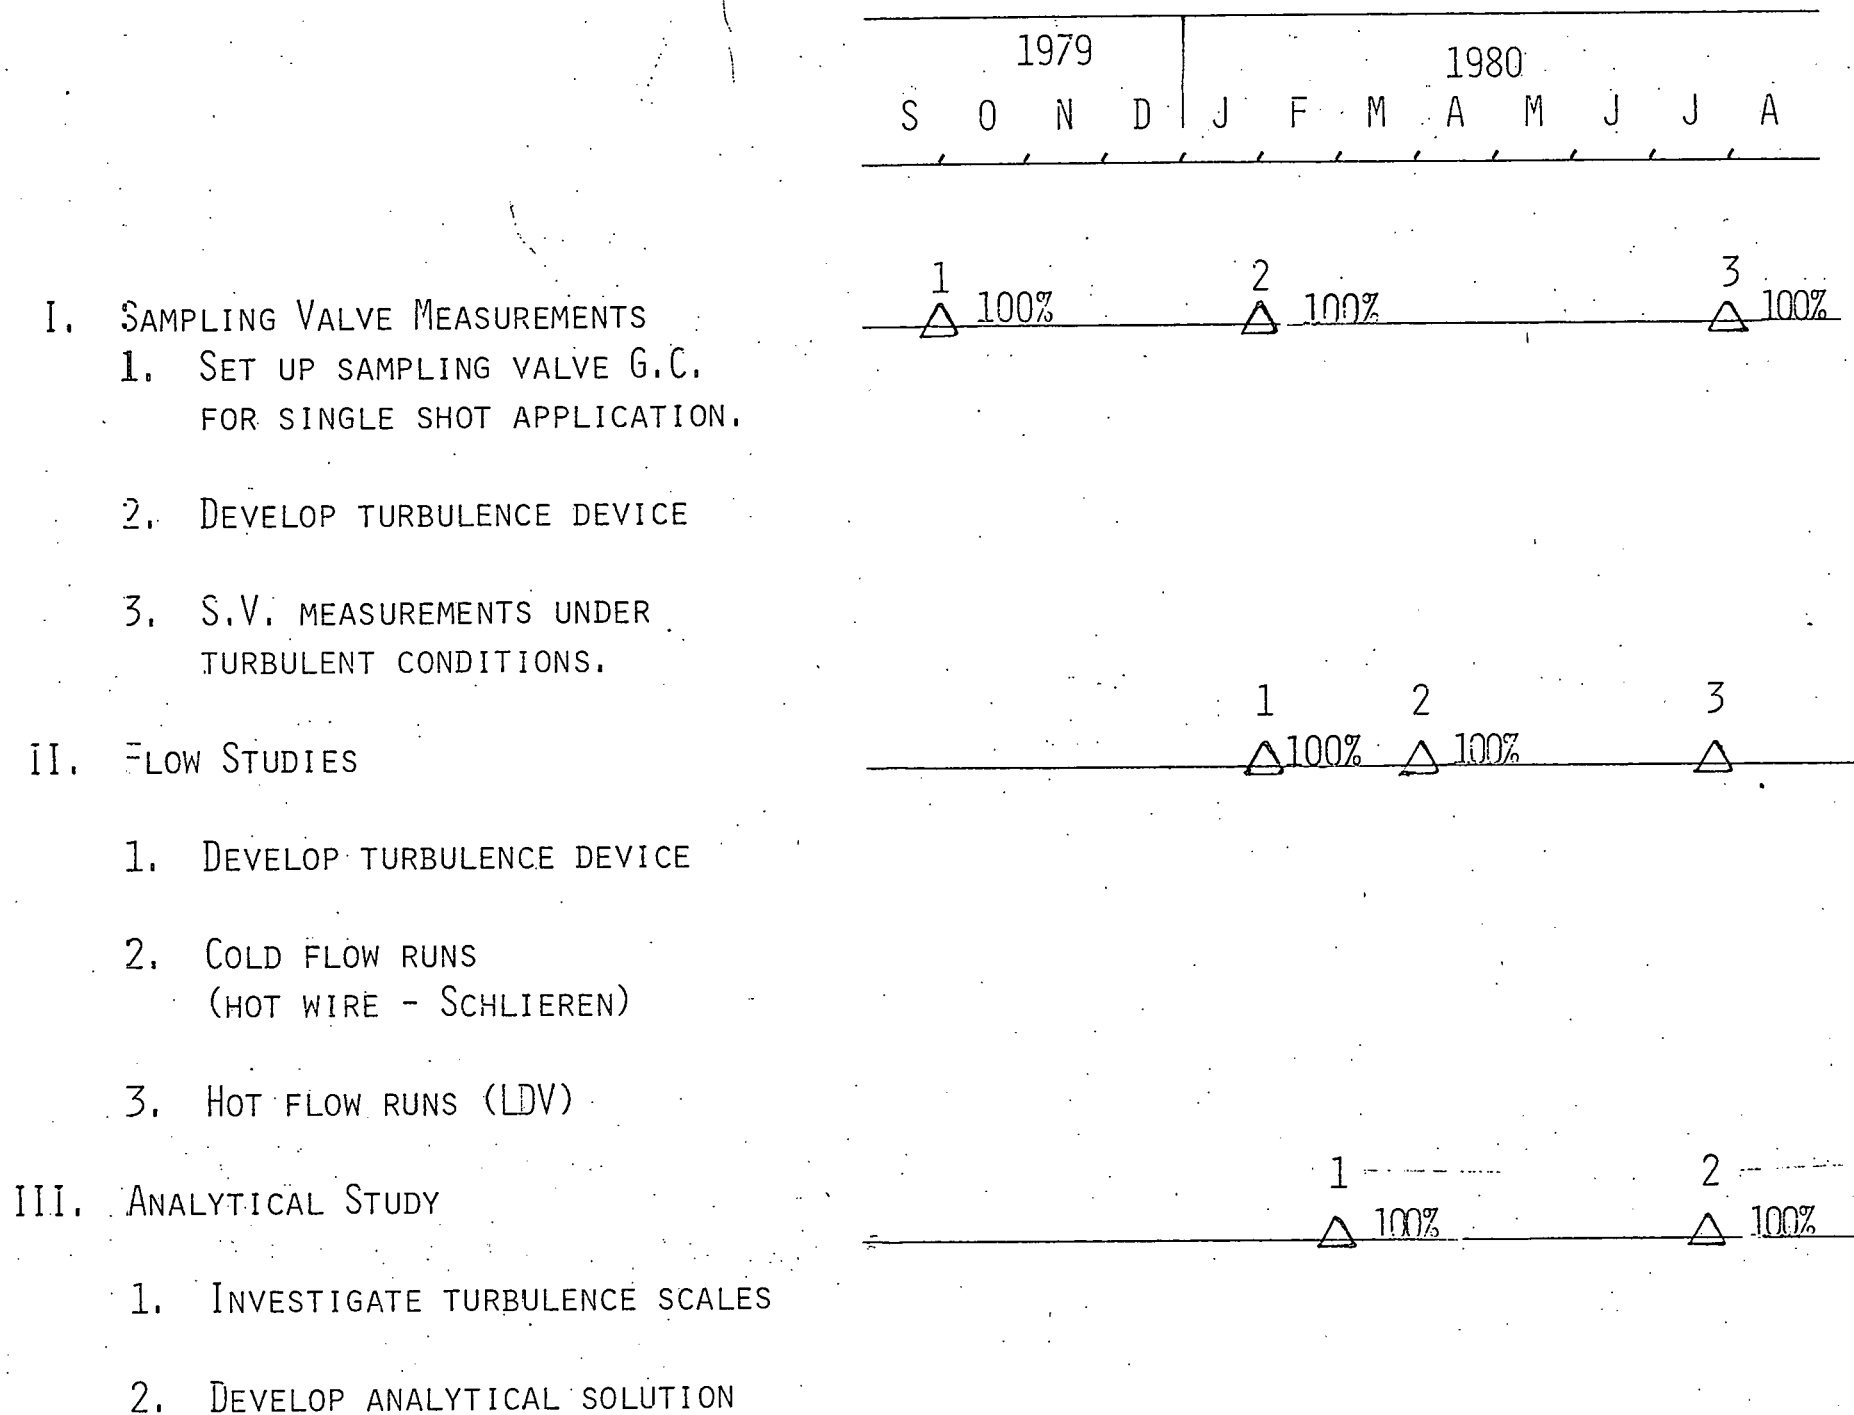 1979 1980
S O N D J F M A M J J A
1 2 3
100% 100% 100%
I. SAMPLING VALVE MEASUREMENTS
1. SET UP SAMPLING VALVE G.C.
FOR SINGLE SHOT APPLICATION.
2. DEVELOP TURBULENCE DEVICE
3. S.V. MEASUREMENTS UNDER
TURBULENT CONDITIONS.
1 2 3
100% 100%
II. FLOW STUDIES
1. DEVELOP TURBULENCE DEVICE
2. COLD FLOW RUNS
(HOT WIRE - SCHLIEREN)
3. HOT FLOW RUNS (LDV)
1 2
III. ANALYTICAL STUDY
100% 100%
1. INVESTIGATE TURBULENCE SCALES
2. DEVELOP ANALYTICAL SOLUTION